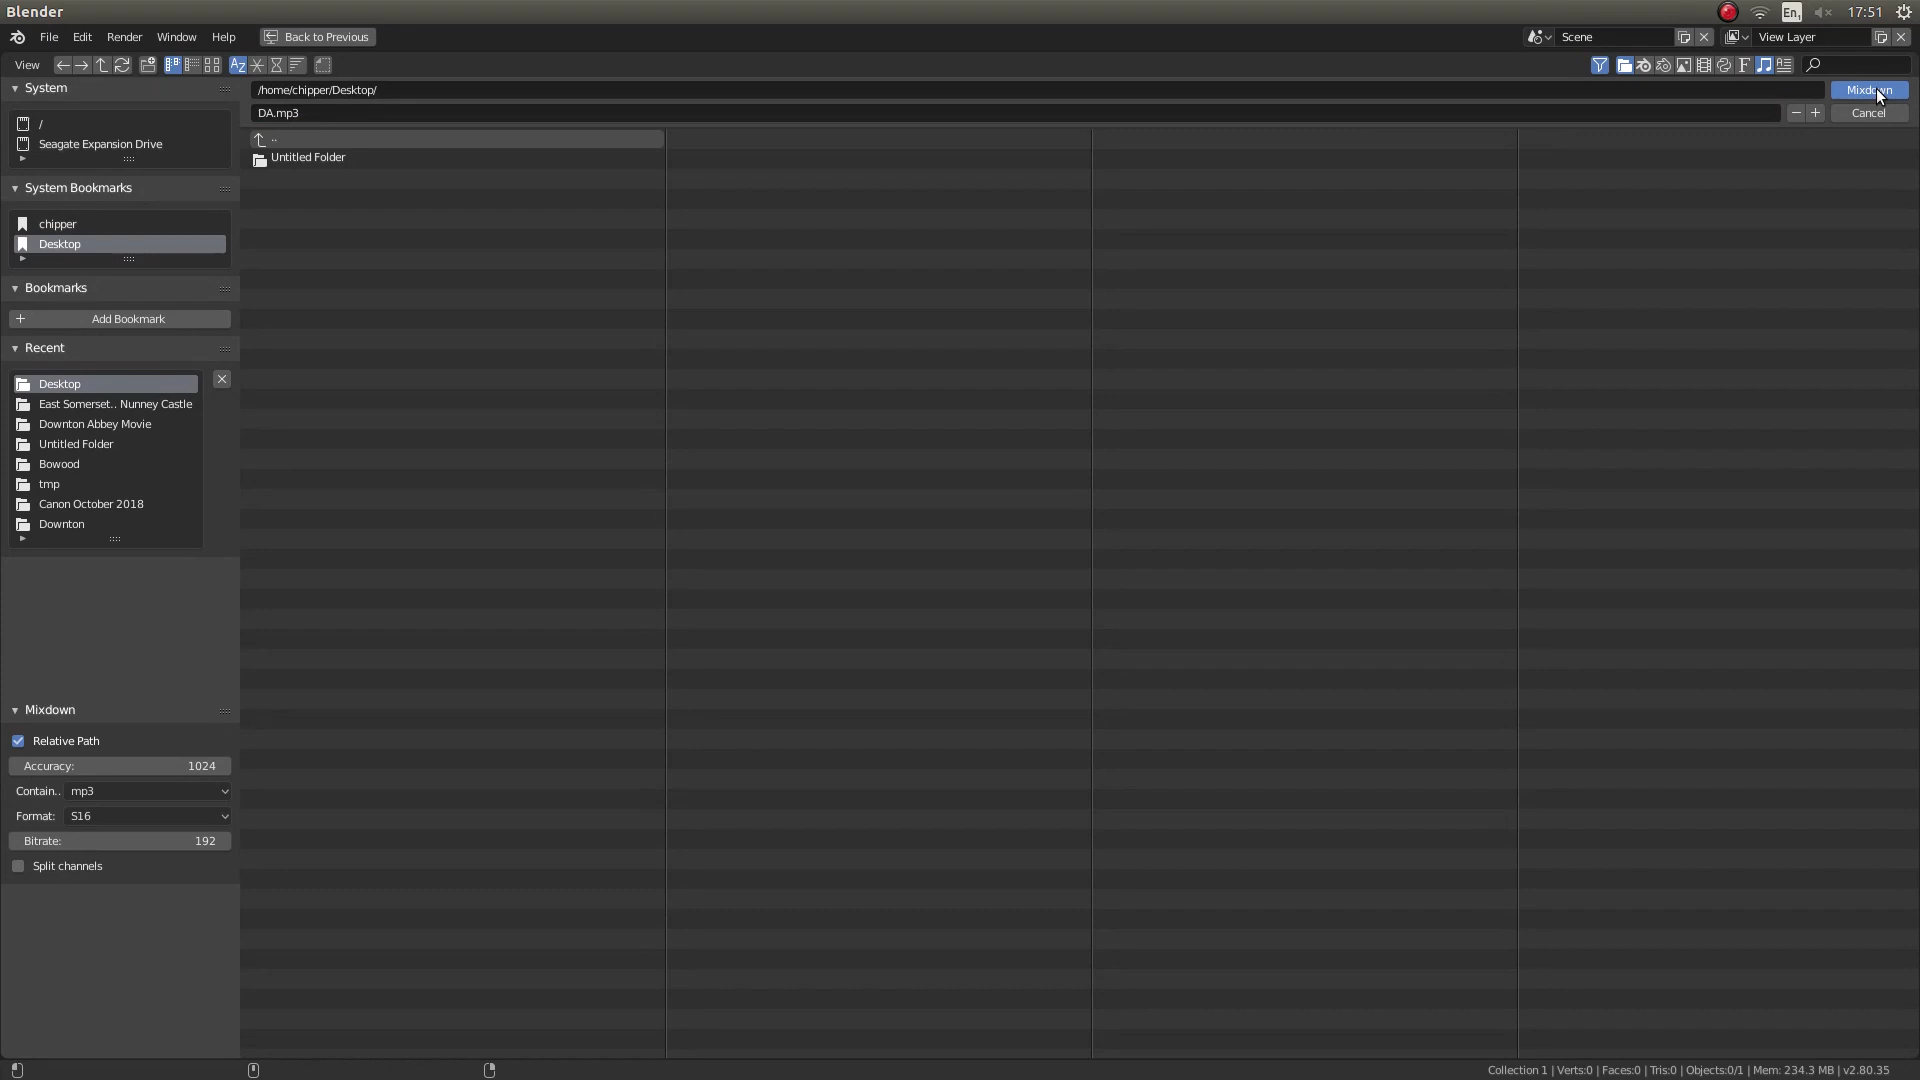 Blender
En1 17:51
File Edit Render Window Help Back to Previous Scene View Layer
View
System
/home/chipper/Desktop/ Mixdown
DA.mp3 Cancel
/
Seagate Expansion Drive
..
Untitled Folder
System Bookmarks
chipper
Desktop
Bookmarks
Add Bookmark
Recent
Desktop
East Somerset.. Nunney Castle
Downton Abbey Movie
Untitled Folder
Bowood
tmp
Canon October 2018
Downton
Mixdown
Relative Path
Accuracy: 1024
Contain.. mp3
Format: S16
Bitrate: 192
Split channels
Collection 1 | Verts:0 | Faces:0 | Tris:0 | Objects:0/1 | Mem: 234.3 MB | v2.80.35